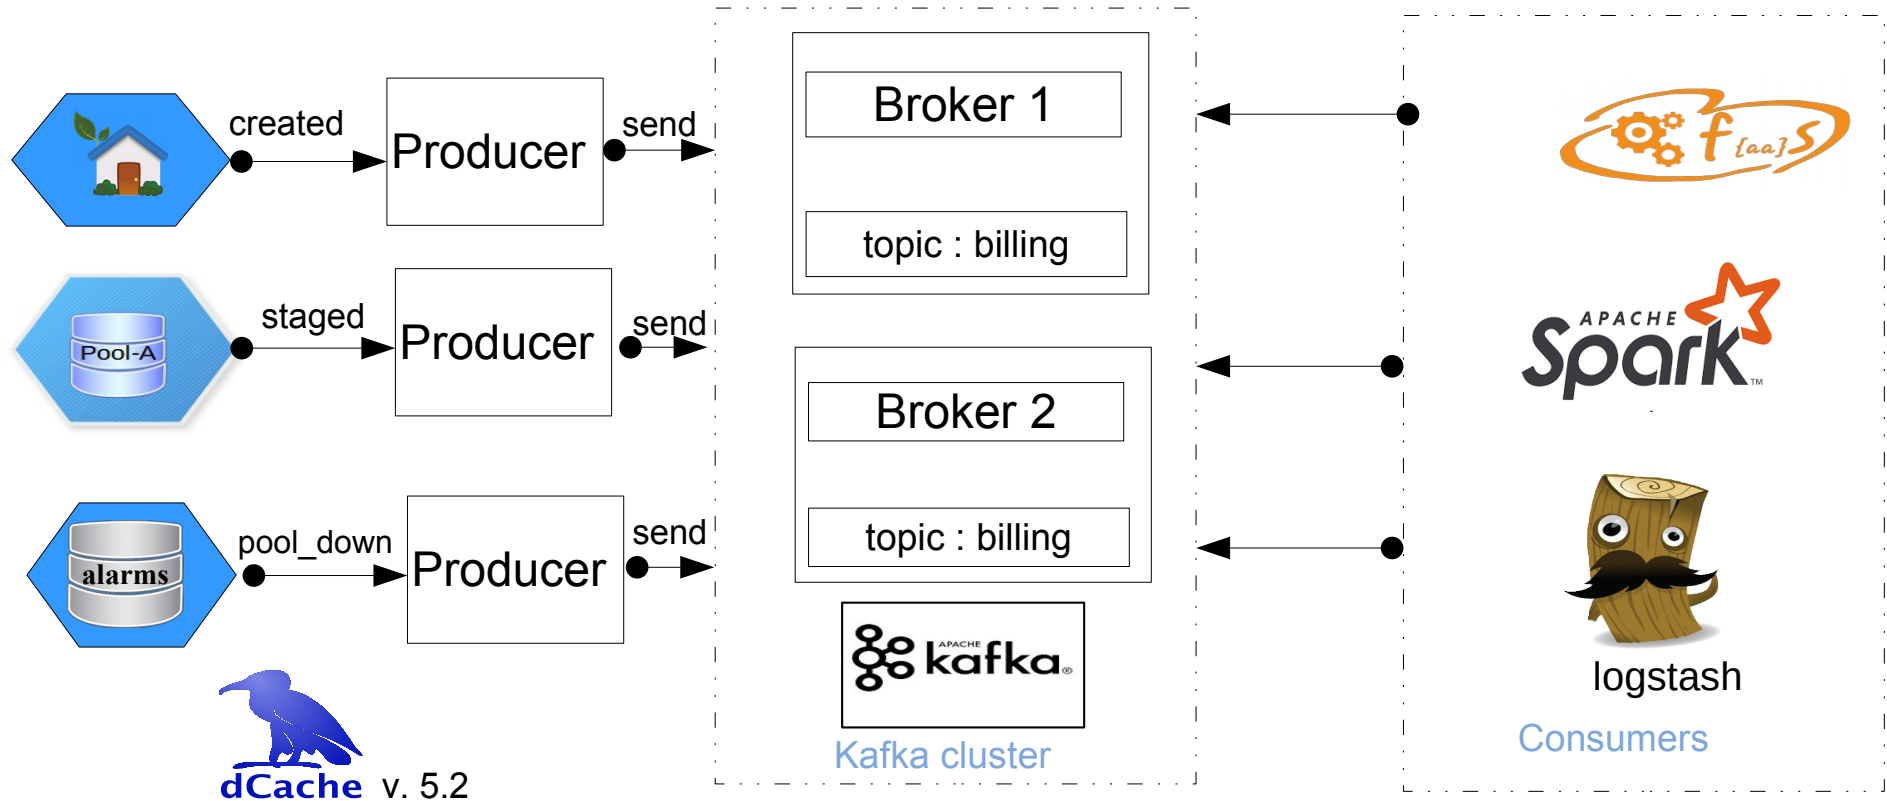 created
Producer
send
Broker 1
topic : billing
f{aa}s
Pool-A
staged
Producer
send
Broker 2
topic : billing
APACHE
Spark™
alarms
pool_down
Producer
send
APACHE
kafka®
Kafka cluster
logstash
Consumers
dCache v. 5.2